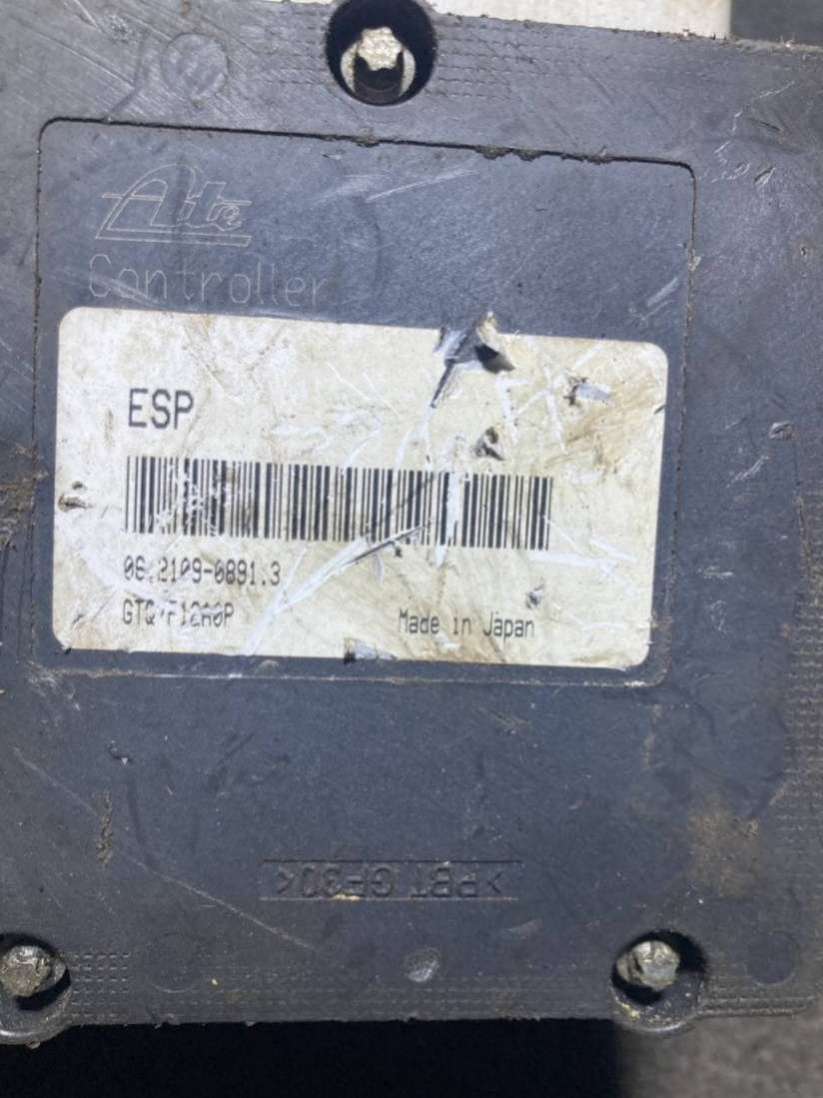 Ate
Controller
ESP
06.2109-0891.3
Made in Japan
>PBT GF30<